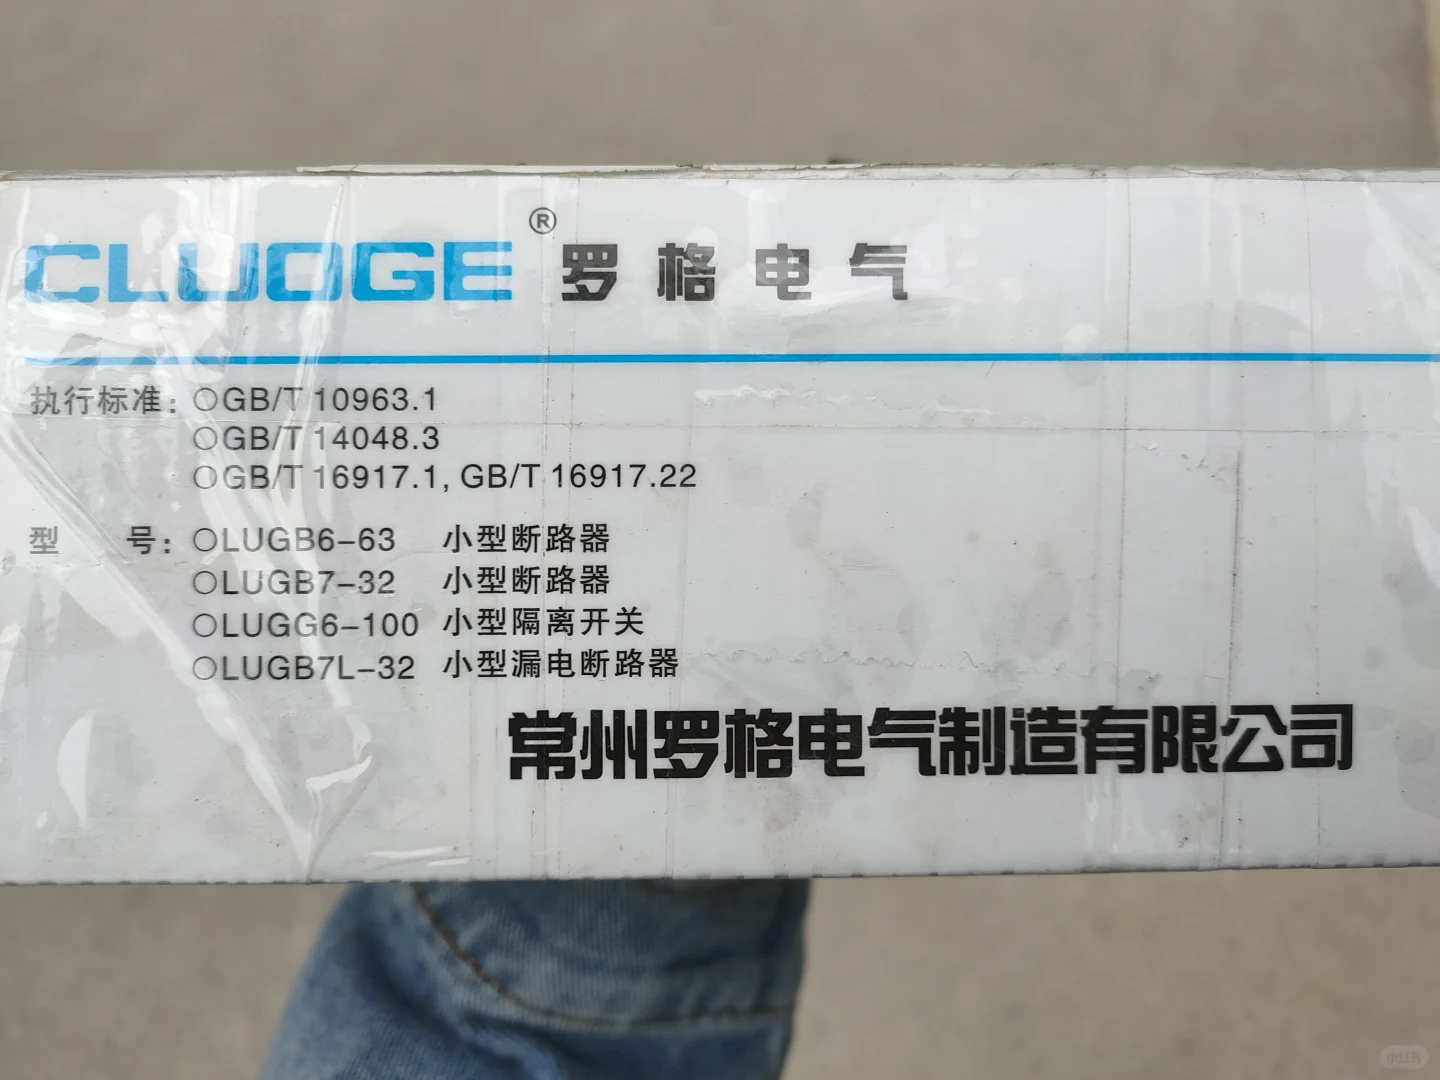 CLUOGE® 罗格电气
执行标准：○GB/T 10963.1
○GB/T 14048.3
○GB/T 16917.1, GB/T 16917.22
型 号：○LUGB6-63 小型断路器
○LUGB7-32 小型断路器
○LUGG6-100 小型隔离开关
○LUGB7L-32 小型漏电断路器
常州罗格电气制造有限公司
小红书